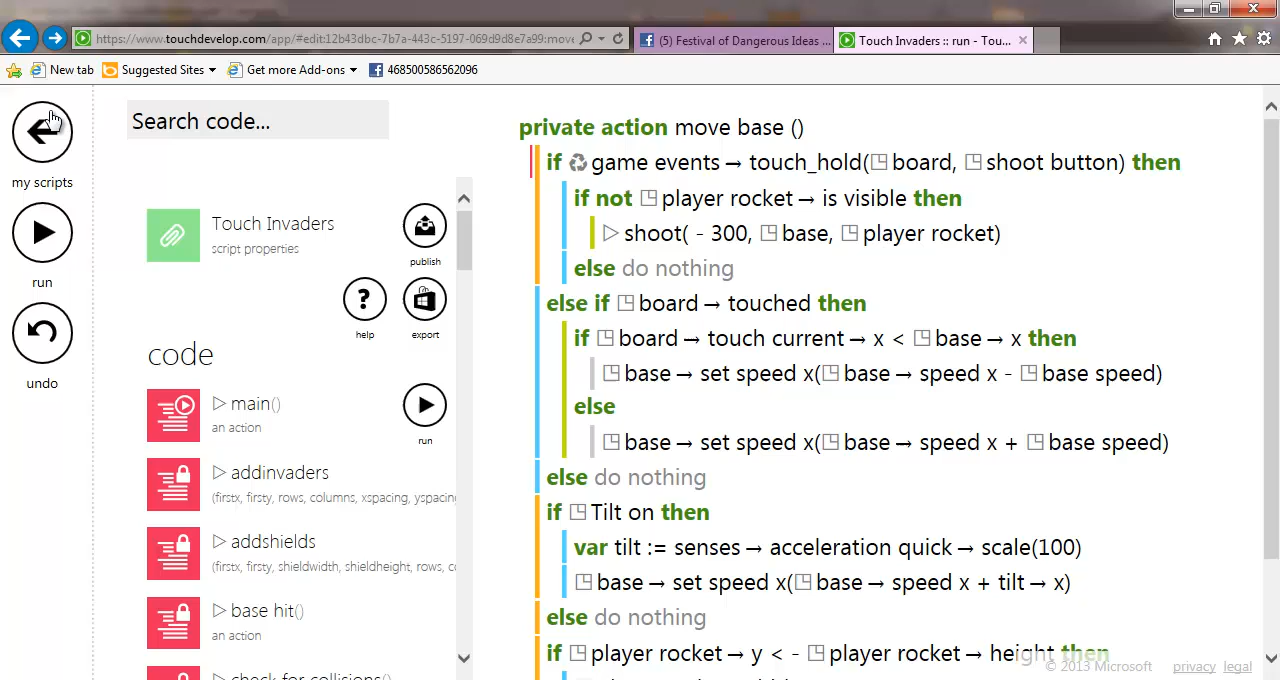 https://www.touchdevelop.com/app/#edit:12b43dbc-7b7a-443c-5197-069d9d8e7a99:move
(5) Festival of Dangerous Ideas ...
Touch Invaders :: run - Tou...
New tab
Suggested Sites
Get more Add-ons
468500586562096
my scripts
run
undo
Search code...
Touch Invaders
script properties
publish
help
export
code
main()
an action
run
addinvaders
(firstx, firsty, rows, columns, xspacing, yspacing
addshields
(firstx, firsty, shieldwidth, shieldheight, rows, co
base hit()
an action
check for collisions()
private action move base ()
if game events → touch_hold(board, shoot button) then
if not player rocket → is visible then
shoot( - 300, base, player rocket)
else do nothing
else if board → touched then
if board → touch current → x < base → x then
base → set speed x(base → speed x - base speed)
else
base → set speed x(base → speed x + base speed)
else do nothing
if Tilt on then
var tilt := senses → acceleration quick → scale(100)
base → set speed x(base → speed x + tilt → x)
else do nothing
if player rocket → y < - player rocket → height then
© 2013 Microsoft privacy legal